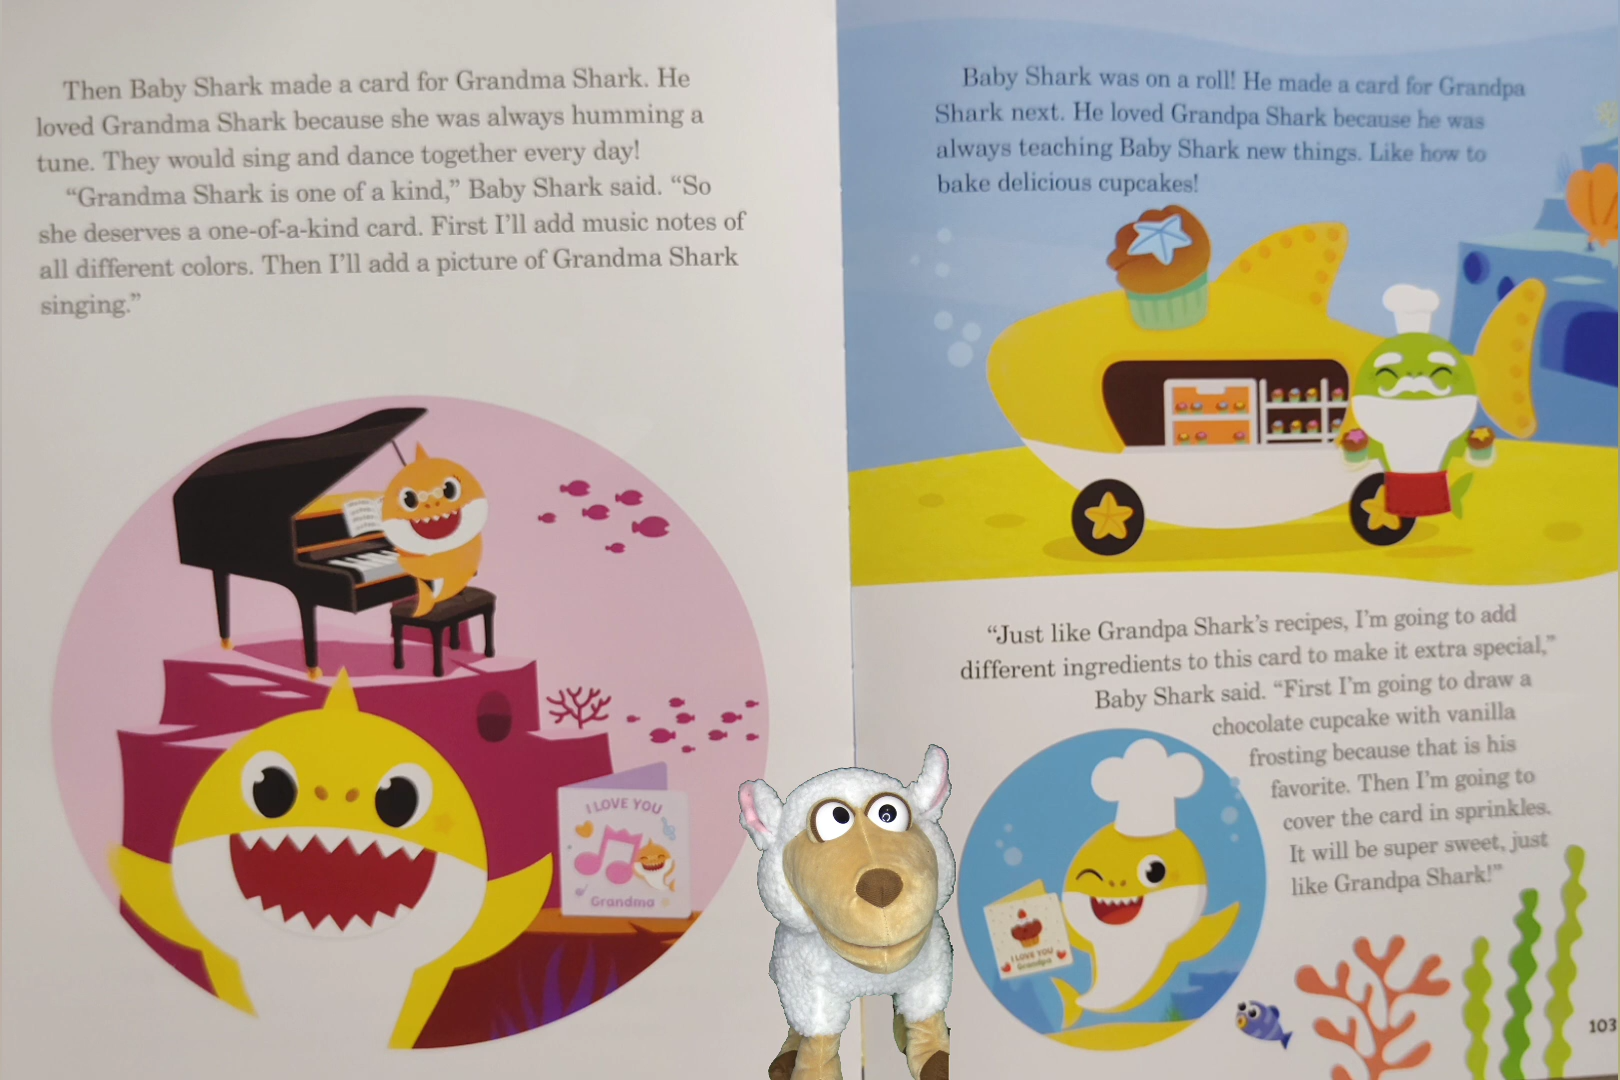 Then Baby Shark made a card for Grandma Shark. He
loved Grandma Shark because she was always humming a
tune. They would sing and dance together every day!
“Grandma Shark is one of a kind,” Baby Shark said. “So
she deserves a one-of-a-kind card. First I’ll add music notes of
all different colors. Then I’ll add a picture of Grandma Shark
singing.”
I LOVE YOU
Grandma
Baby Shark was on a roll! He made a card for Grandpa
Shark next. He loved Grandpa Shark because he was
always teaching Baby Shark new things. Like how to
bake delicious cupcakes!
“Just like Grandpa Shark’s recipes, I’m going to add
different ingredients to this card to make it extra special,”
Baby Shark said. “First I’m going to draw a
chocolate cupcake with vanilla
frosting because that is his
favorite. Then I’m going to
cover the card in sprinkles.
It will be super sweet, just
like Grandpa Shark!”
I LOVE YOU
Grandpa
103